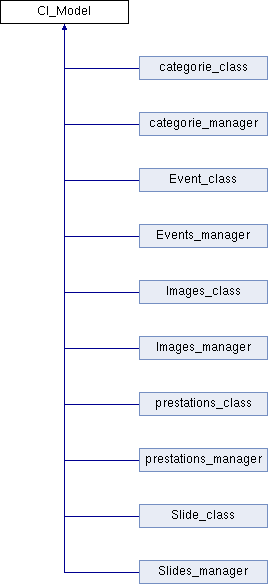 CI_Model
categorie_class
categorie_manager
Event_class
Events_manager
Images_class
Images_manager
prestations_class
prestations_manager
Slide_class
Slides_manager